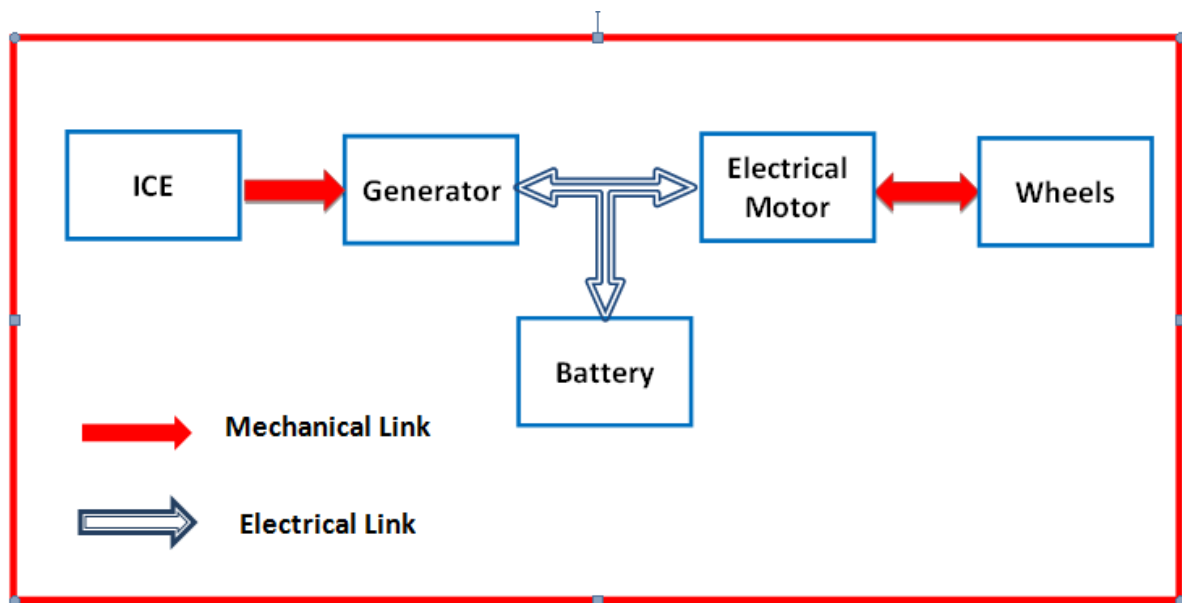 ICE
Generator
Electrical
Motor
Wheels
Battery
Mechanical Link
Electrical Link